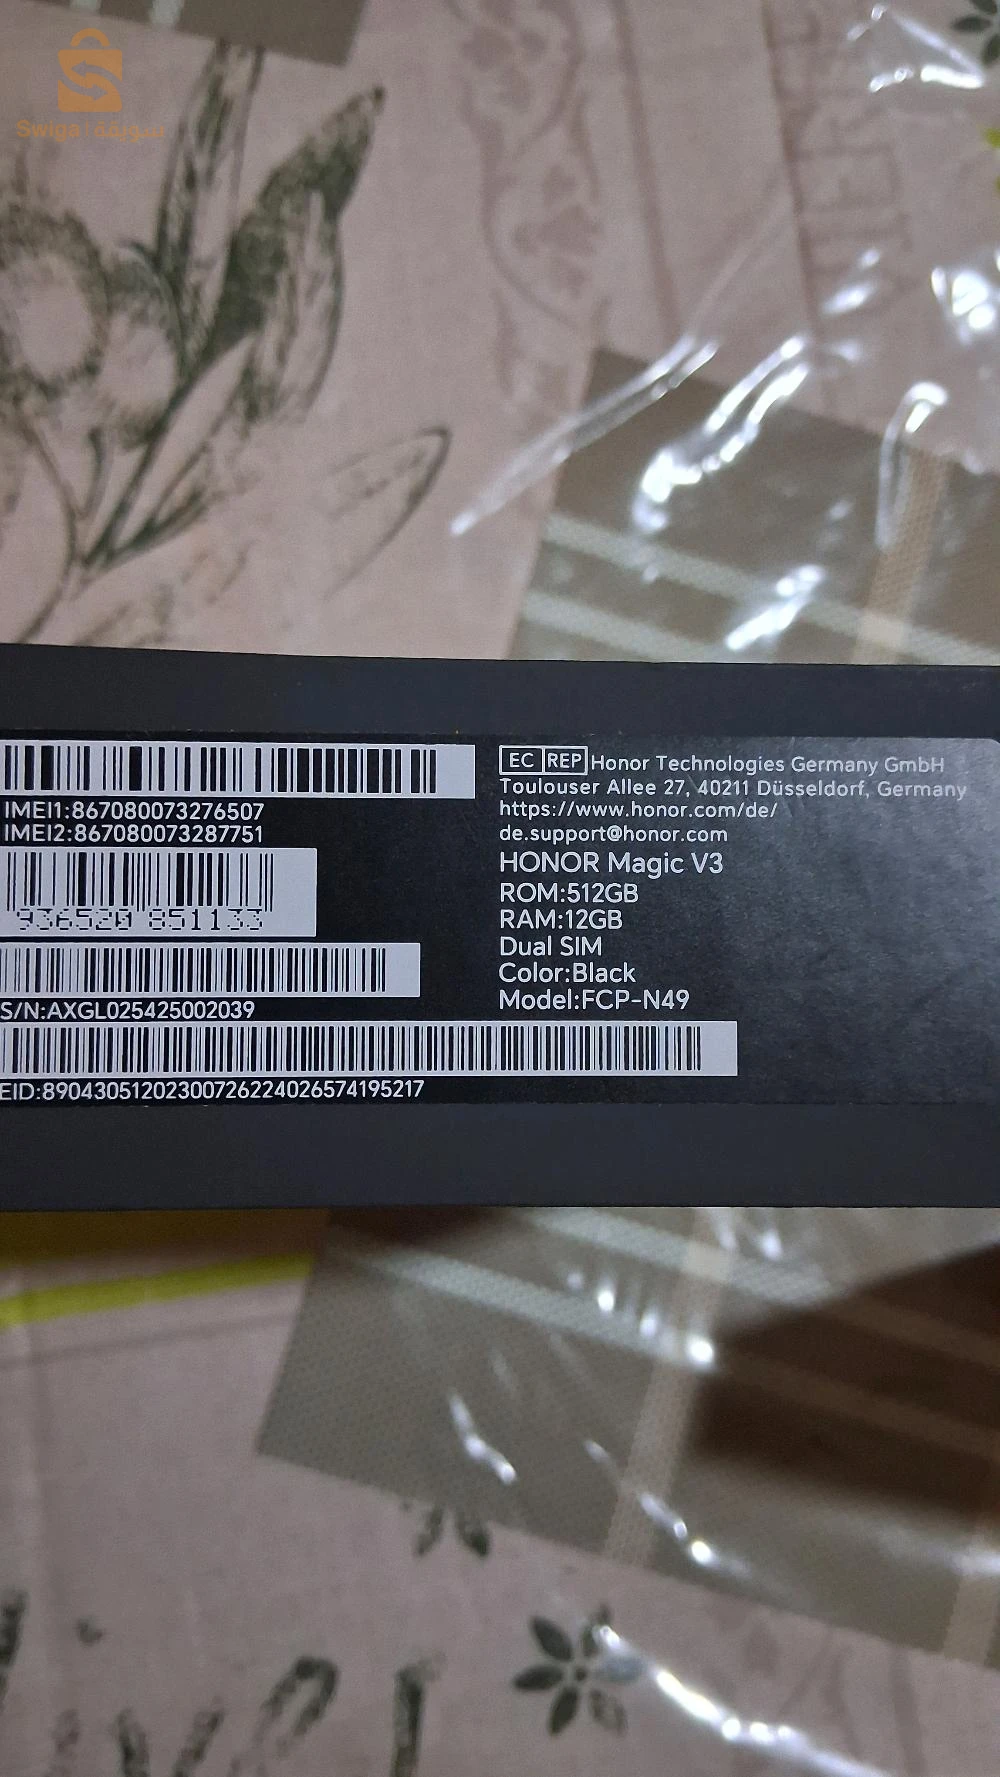 Swiqa سويقة
IMEI1:867080073276507
IMEI2:867080073287751
936520 851133
S/N:AXGL025425002039
EID:89043051202300726224026574195217
EC REP Honor Technologies Germany GmbH
Toulouser Allee 27, 40211 Düsseldorf, Germany
https://www.honor.com/de/
de.support@honor.com
HONOR Magic V3
ROM:512GB
RAM:12GB
Dual SIM
Color:Black
Model:FCP-N49